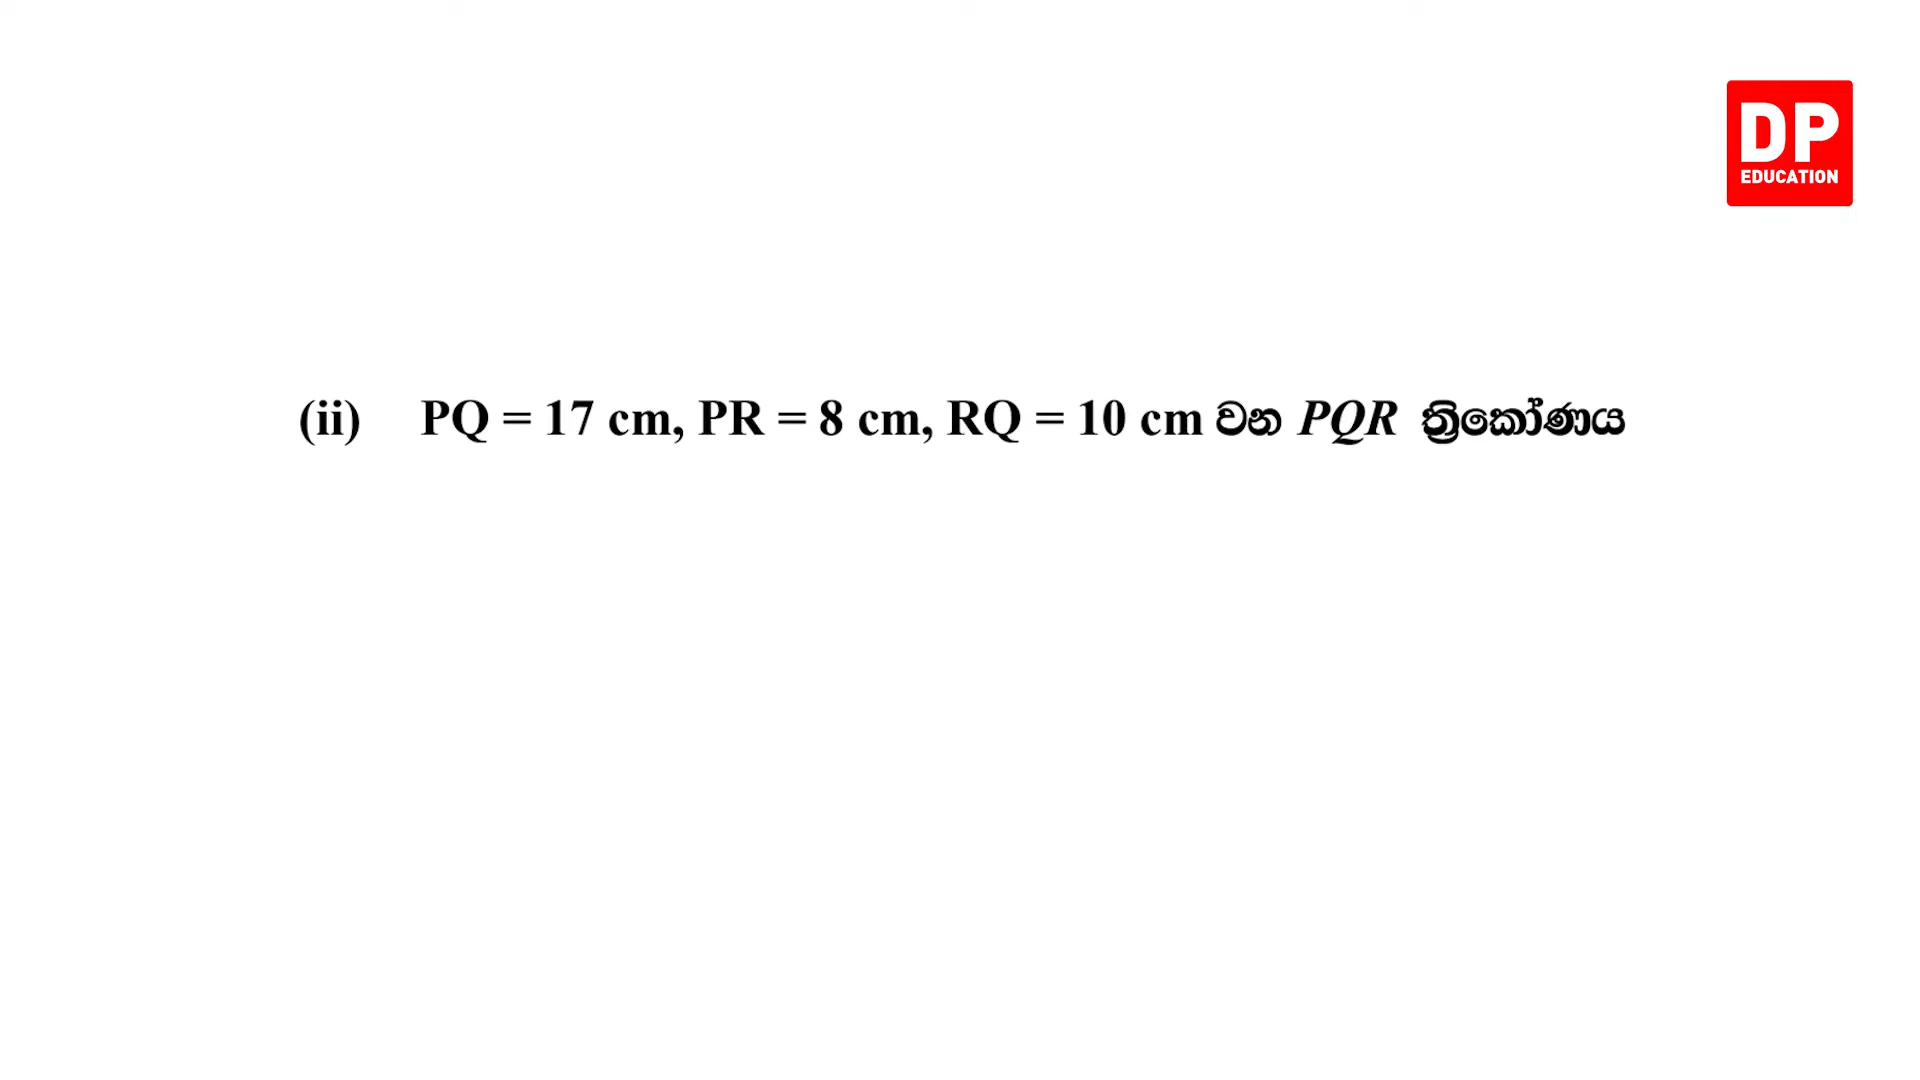 DP
EDUCATION
(ii) PQ = 17 cm, PR = 8 cm, RQ = 10 cm වන PQR ත්‍රිකෝණය